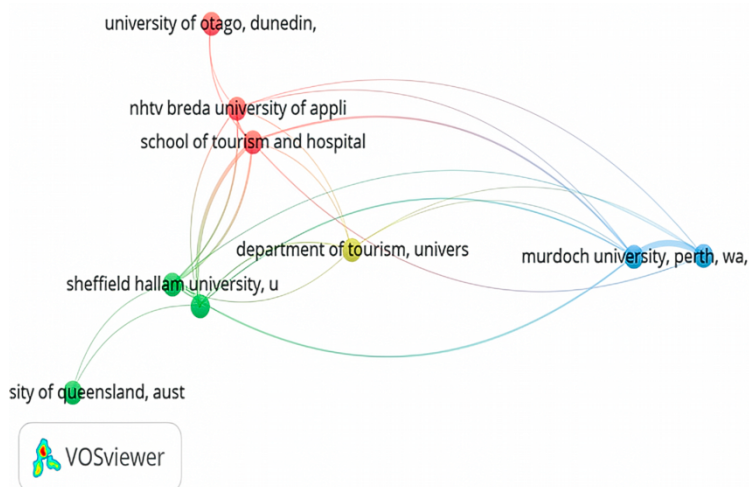 university of otago, dunedin,
nhtv breda university of appli
school of tourism and hospital
department of tourism, univers
murdoch university, perth, wa,
sheffield hallam university, u
sity of queensland, aust
VOSviewer